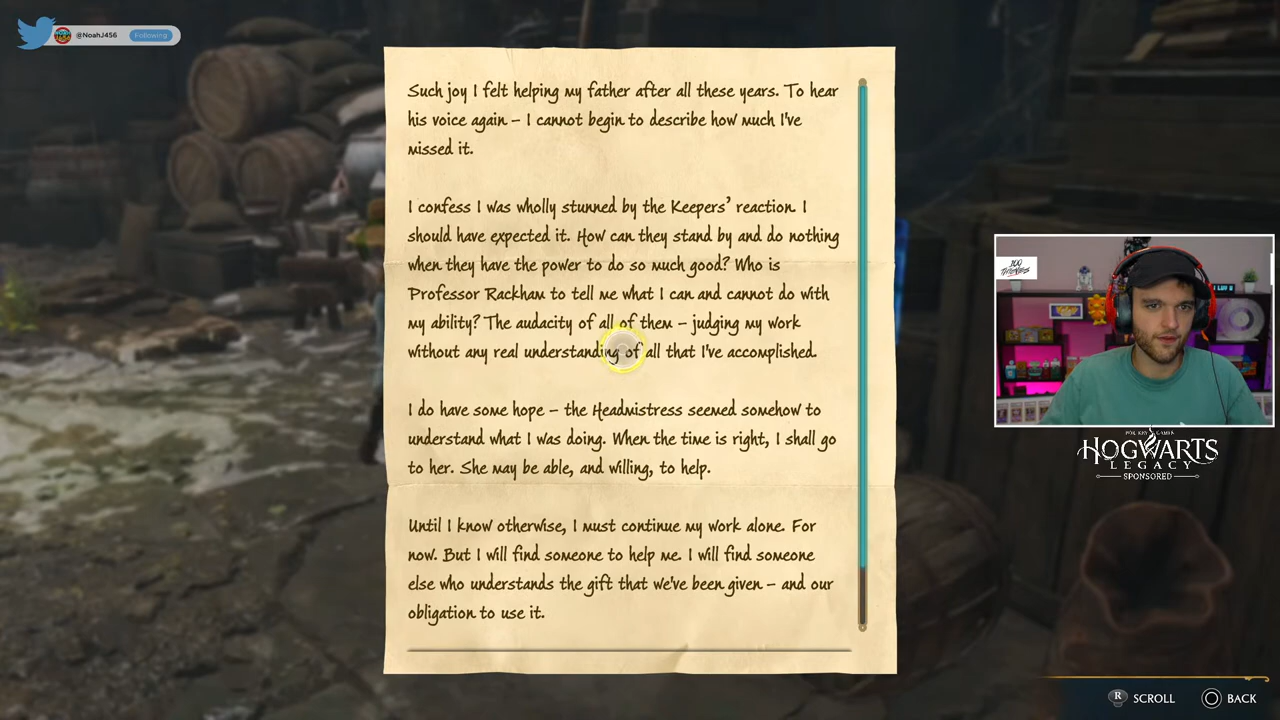 @NoahJ456
Following
Such joy I felt helping my father after all these years. To hear
his voice again – I cannot begin to describe how much I've
missed it.
I confess I was wholly stunned by the Keepers’ reaction. I
should have expected it. How can they stand by and do nothing
when they have the power to do so much good? Who is
Professor Rackham to tell me what I can and cannot do with
my ability? The audacity of all of them – judging my work
without any real understanding of all that I've accomplished.
I do have some hope – the Headmistress seemed somehow to
understand what I was doing. When the time is right, I shall go
to her. She may be able, and willing, to help.
Until I know otherwise, I must continue my work alone. For
now. But I will find someone to help me. I will find someone
else who understands the gift that we've been given – and our
obligation to use it.
HOGWARTS
LEGACY
SPONSORED
R SCROLL
BACK